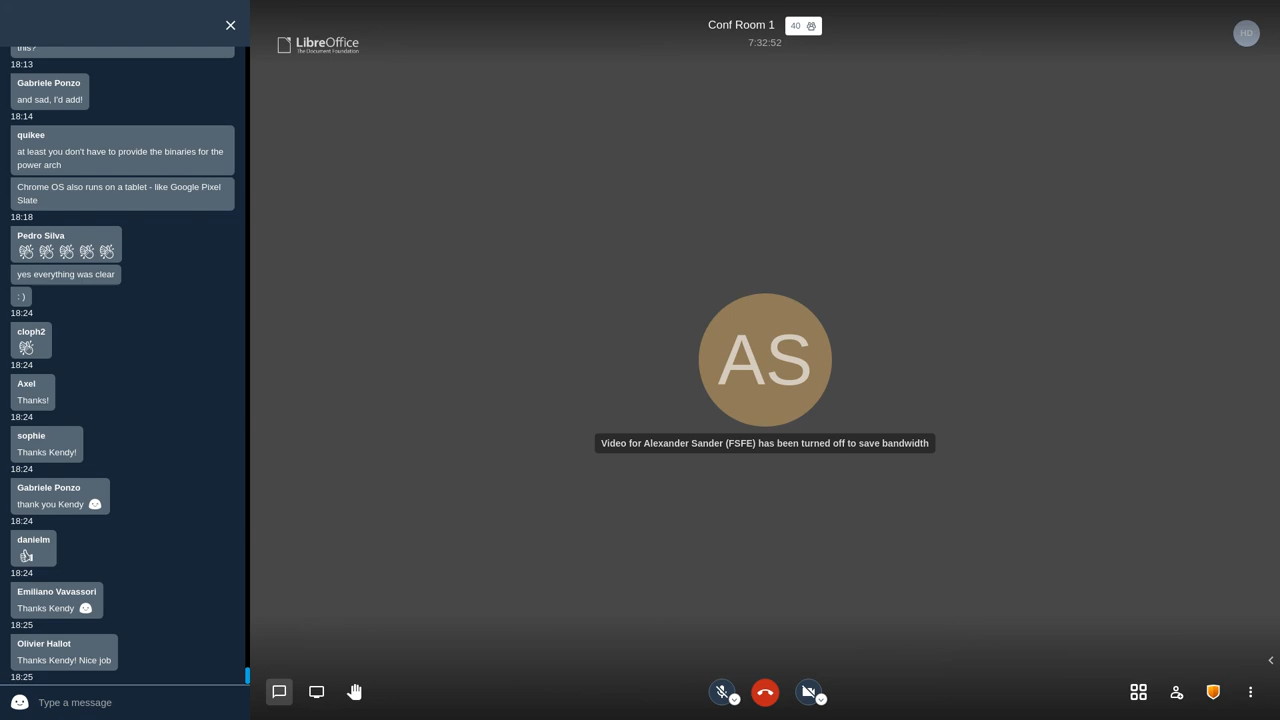 this?
18:13
Gabriele Ponzo
and sad, I'd add!
18:14
quikee
at least you don't have to provide the binaries for the
power arch
Chrome OS also runs on a tablet - like Google Pixel
Slate
18:18
Pedro Silva
yes everything was clear
: )
18:24
cloph2
18:24
Axel
Thanks!
18:24
sophie
Thanks Kendy!
18:24
Gabriele Ponzo
thank you Kendy
18:24
danielm
18:24
Emiliano Vavassori
Thanks Kendy
18:25
Olivier Hallot
Thanks Kendy! Nice job
18:25
Type a message
LibreOffice
The Document Foundation
Conf Room 1
40
7:32:52
HD
AS
Video for Alexander Sander (FSFE) has been turned off to save bandwidth